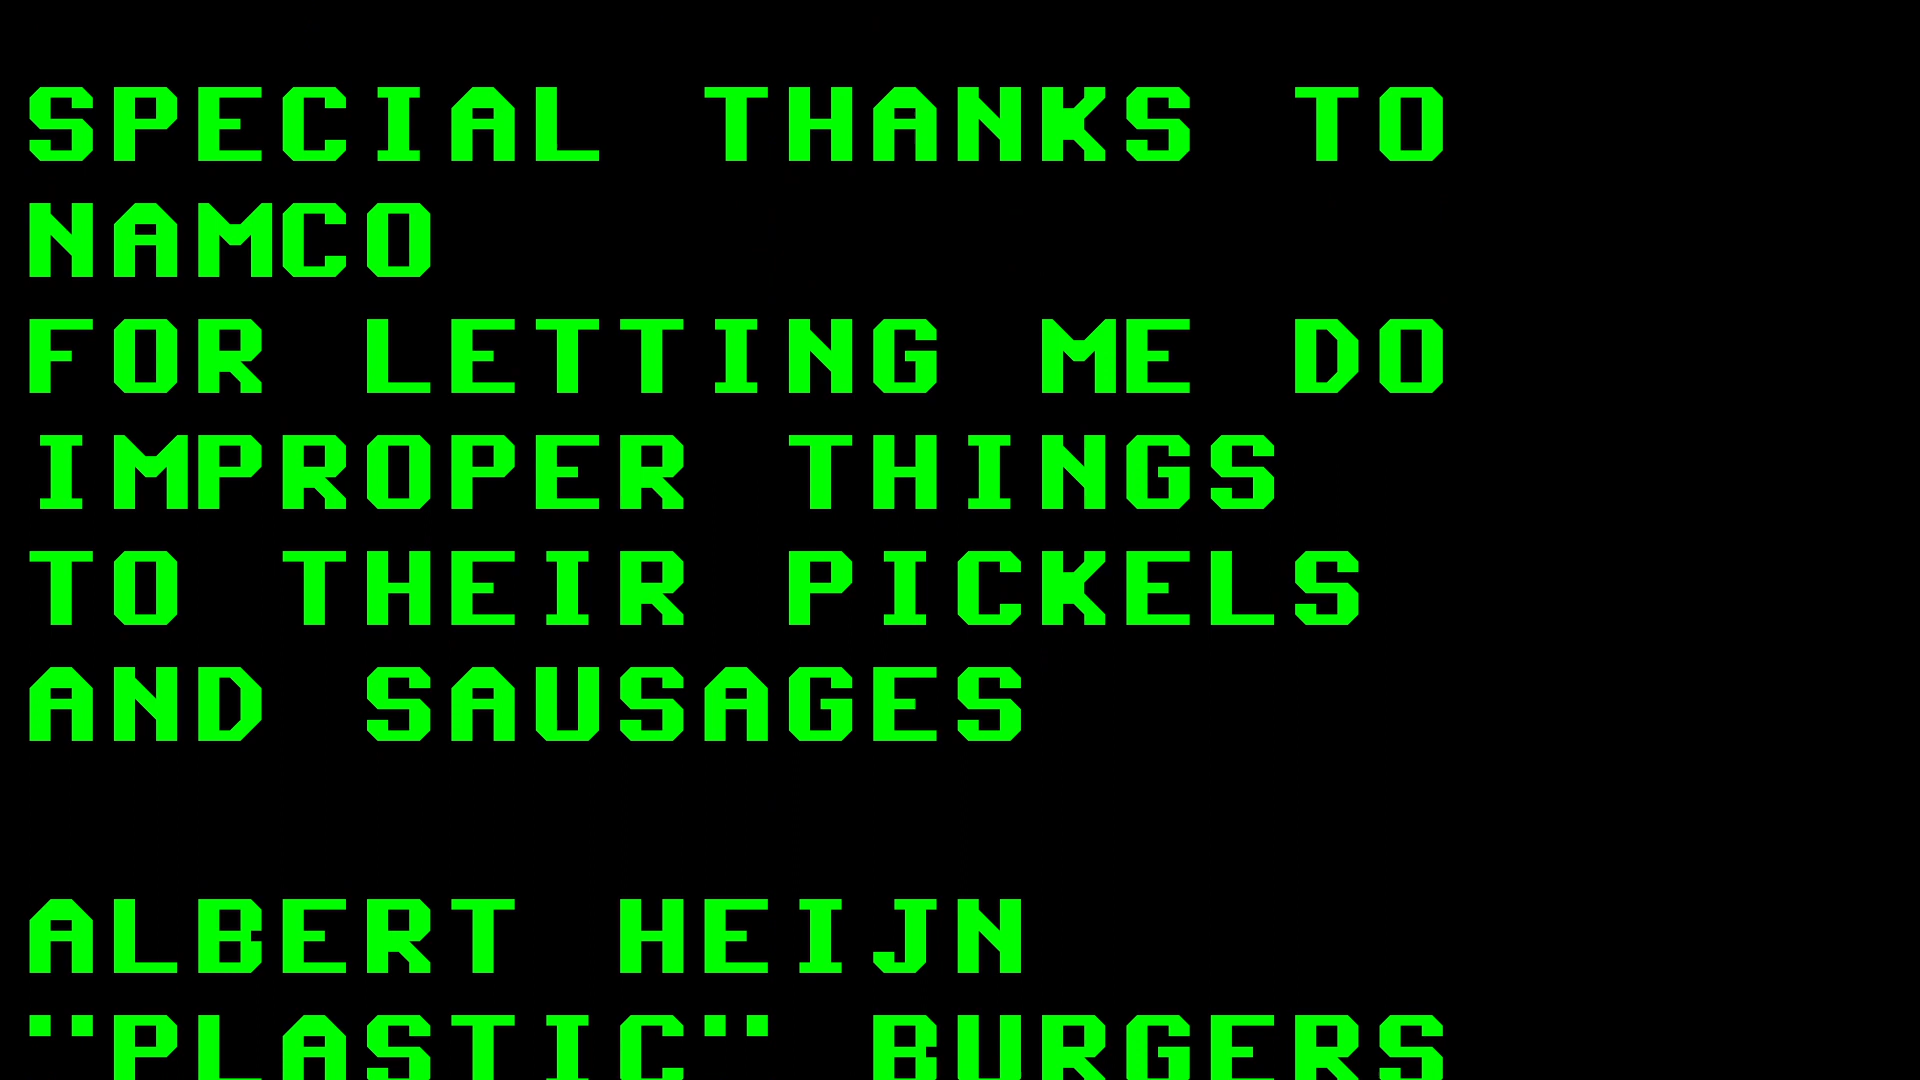 SPECIAL THANKS TO
NAMCO
FOR LETTING ME DO
IMPROPER THINGS
TO THEIR PICKELS
AND SAUSAGES
ALBERT HEIJN
"PLASTIC" BURGERS